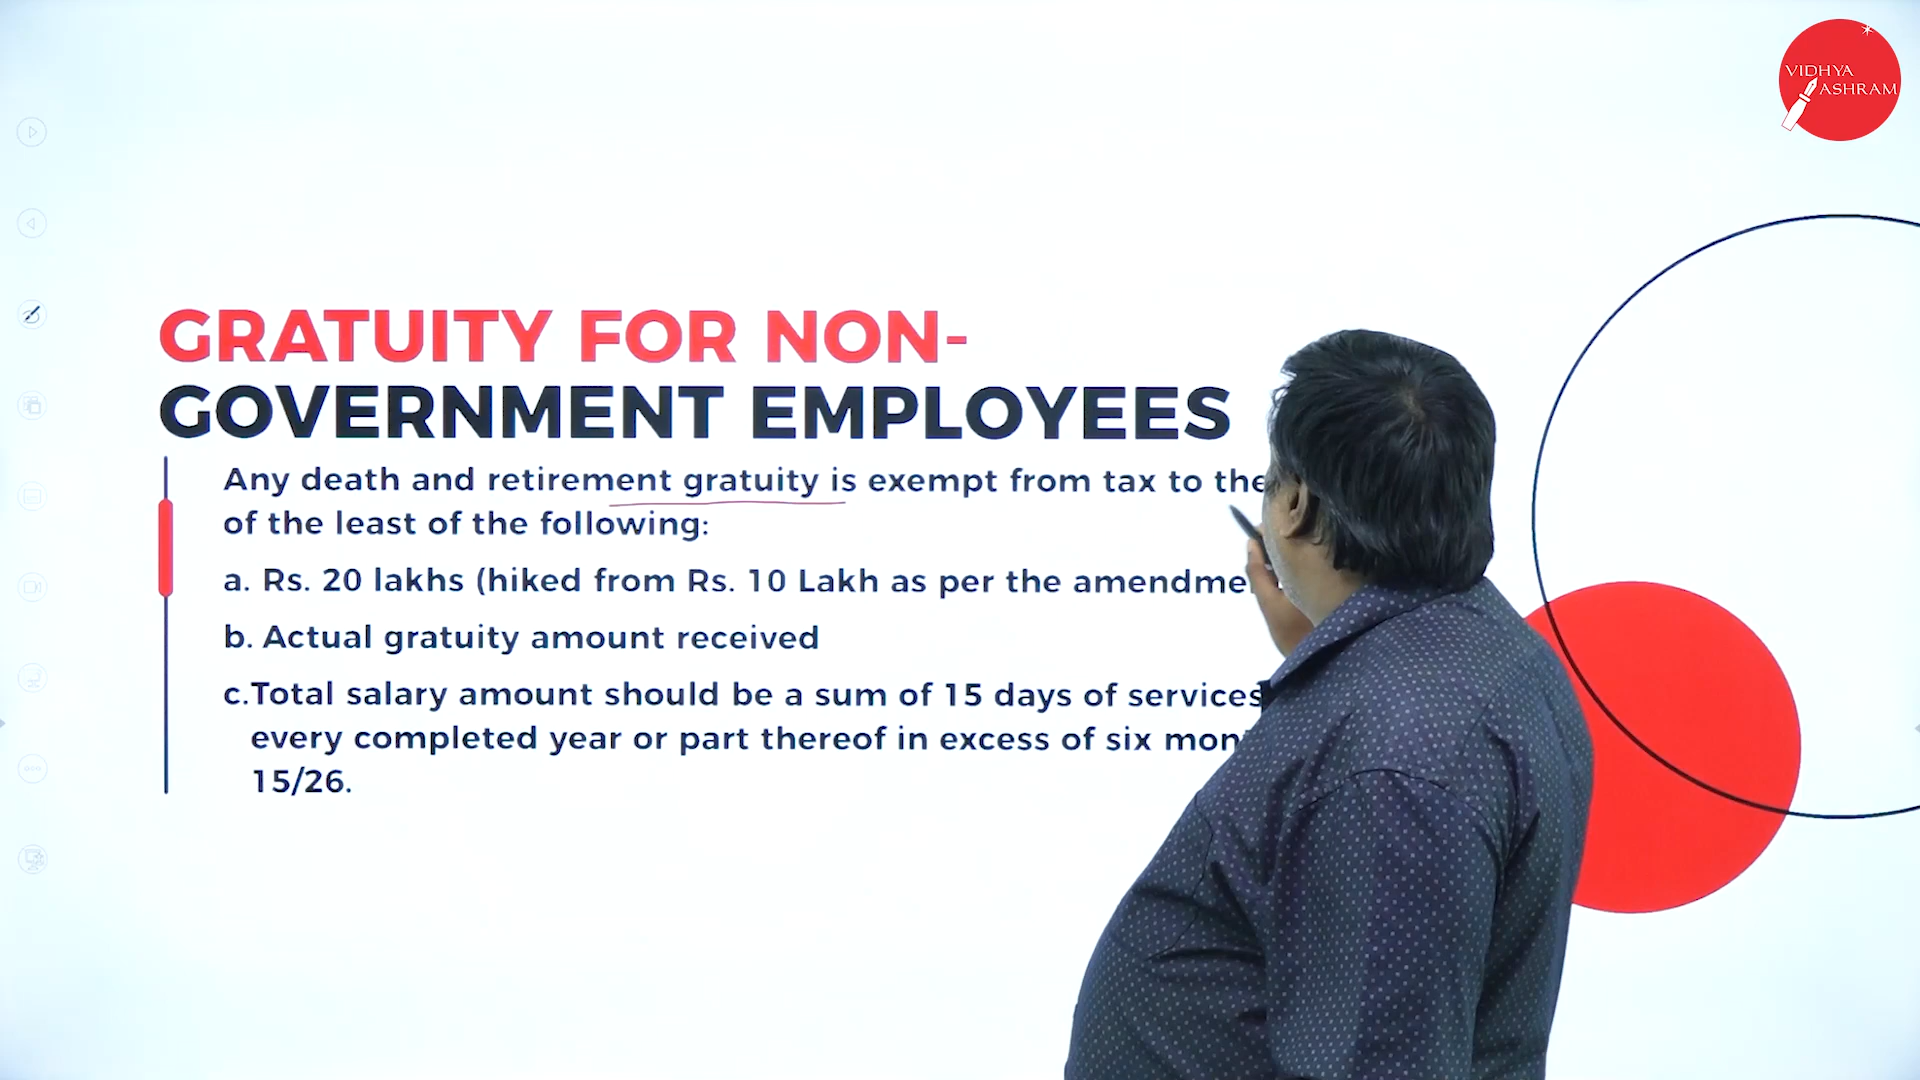 VIDHYA
ASHRAM
GRATUITY FOR NON-
GOVERNMENT EMPLOYEES
Any death and retirement gratuity is exempt from tax to the
of the least of the following:
a. Rs. 20 lakhs (hiked from Rs. 10 Lakh as per the
b. Actual gratuity amount received
c.Total salary amount should be a sum of 15 days of services
every completed year or part thereof in excess of six
15/26.